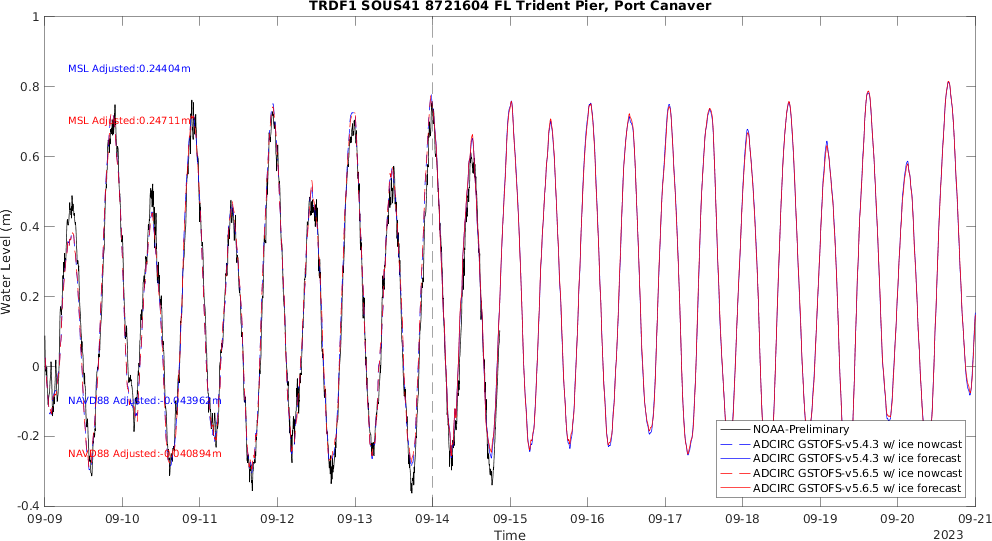 TRDF1 SOUS41 8721604 FL Trident Pier, Port Canaver
1
0.8
0.6
0.4
0.2
0
-0.2
-0.4
Water Level (m)
MSL Adjusted:0.24404m
MSL Adjusted:0.24711m
NAVD88 Adjusted:-0.043962m
NAVD88 Adjusted:-0.040894m
NOAA-Preliminary
ADCIRC GSTOFS-v5.4.3 w/ ice nowcast
ADCIRC GSTOFS-v5.4.3 w/ ice forecast
ADCIRC GSTOFS-v5.6.5 w/ ice nowcast
ADCIRC GSTOFS-v5.6.5 w/ ice forecast
09-09 09-10 09-11 09-12 09-13 09-14 09-15 09-16 09-17 09-18 09-19 09-20 09-21
Time
2023